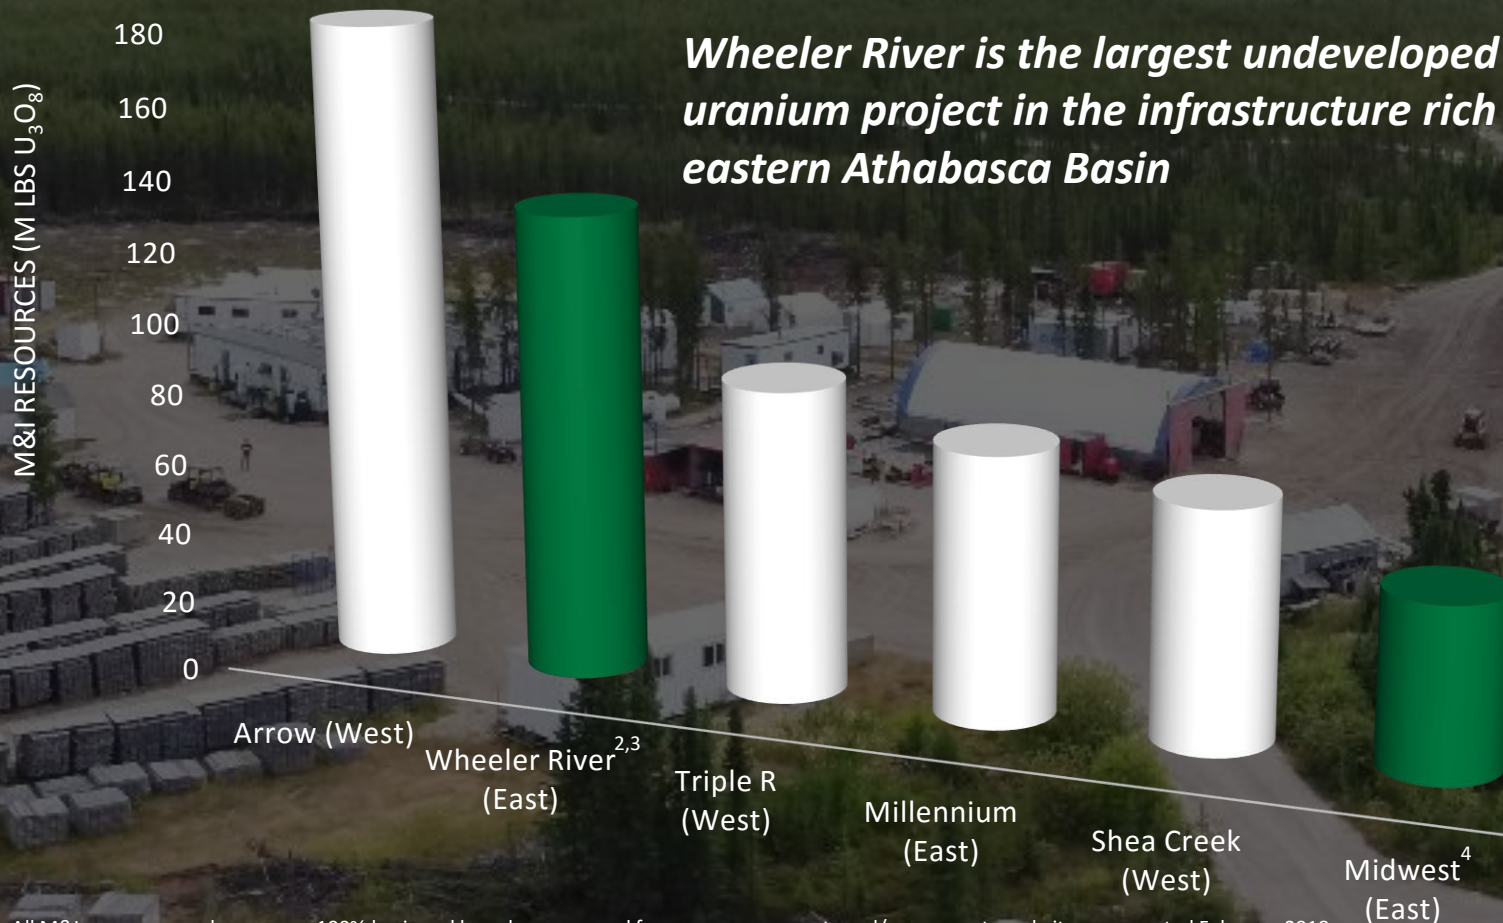 Wheeler River is the largest undeveloped
uranium project in the infrastructure rich
eastern Athabasca Basin
M&I RESOURCES (M LBS U₃O₈)
180
160
140
120
100
80
60
40
20
0
Arrow (West)
Wheeler River²,³
(East)
Triple R
(West)
Millennium
(East)
Shea Creek
(West)
Midwest⁴
(East)